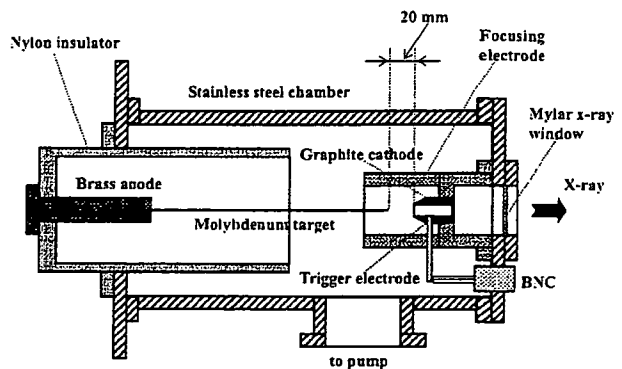 20 mm
Nylon insulator
Focusing
electrode
Stainless steel chamber
Mylar x-ray
window
Graphite cathode
X-ray
Brass anode
Molybdenum target
Trigger electrode
BNC
to pump